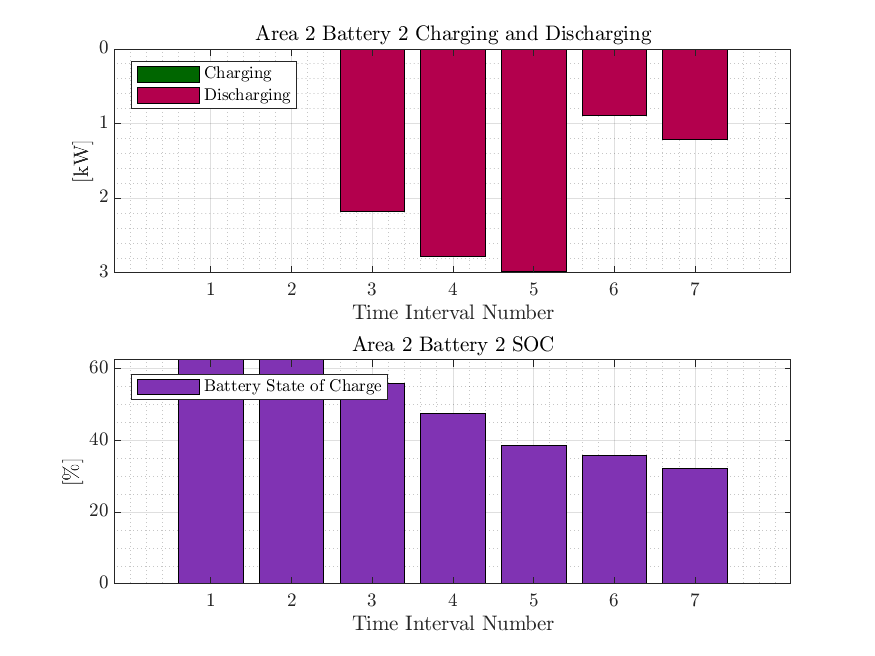 Area 2 Battery 2 Charging and Discharging
0
1
2
3
[kW]
Charging
Discharging
1 2 3 4 5 6 7
Time Interval Number
Area 2 Battery 2 SOC
60
40
20
0
[%]
Battery State of Charge
1 2 3 4 5 6 7
Time Interval Number